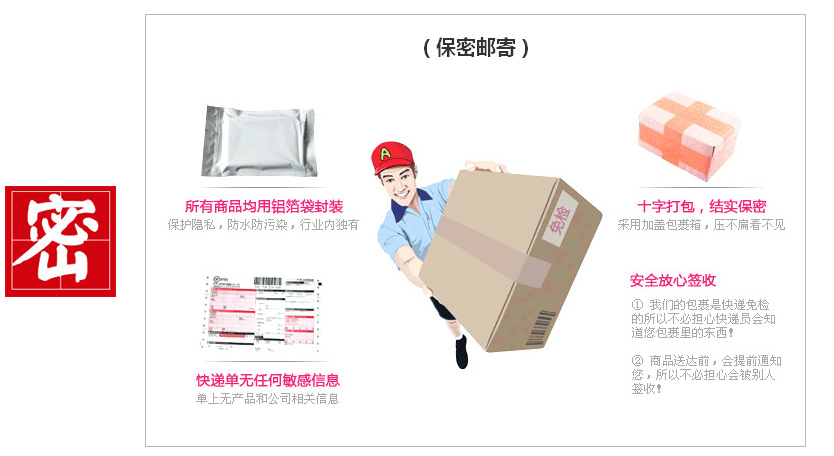 密
（保密邮寄）
所有商品均用铝箔袋封装
保护隐私，防水防污染，行业内独有
A
免检
十字打包，结实保密
采用加盖包裹箱，压不扁看不见
快递单无任何敏感信息
单上无产品和公司相关信息
安全放心签收
① 我们的包裹是快递免检
的所以不必担心快递员会知
道您包裹里的东西!
② 商品送达前，会提前通知
您，所以不必担心会被别人
签收!